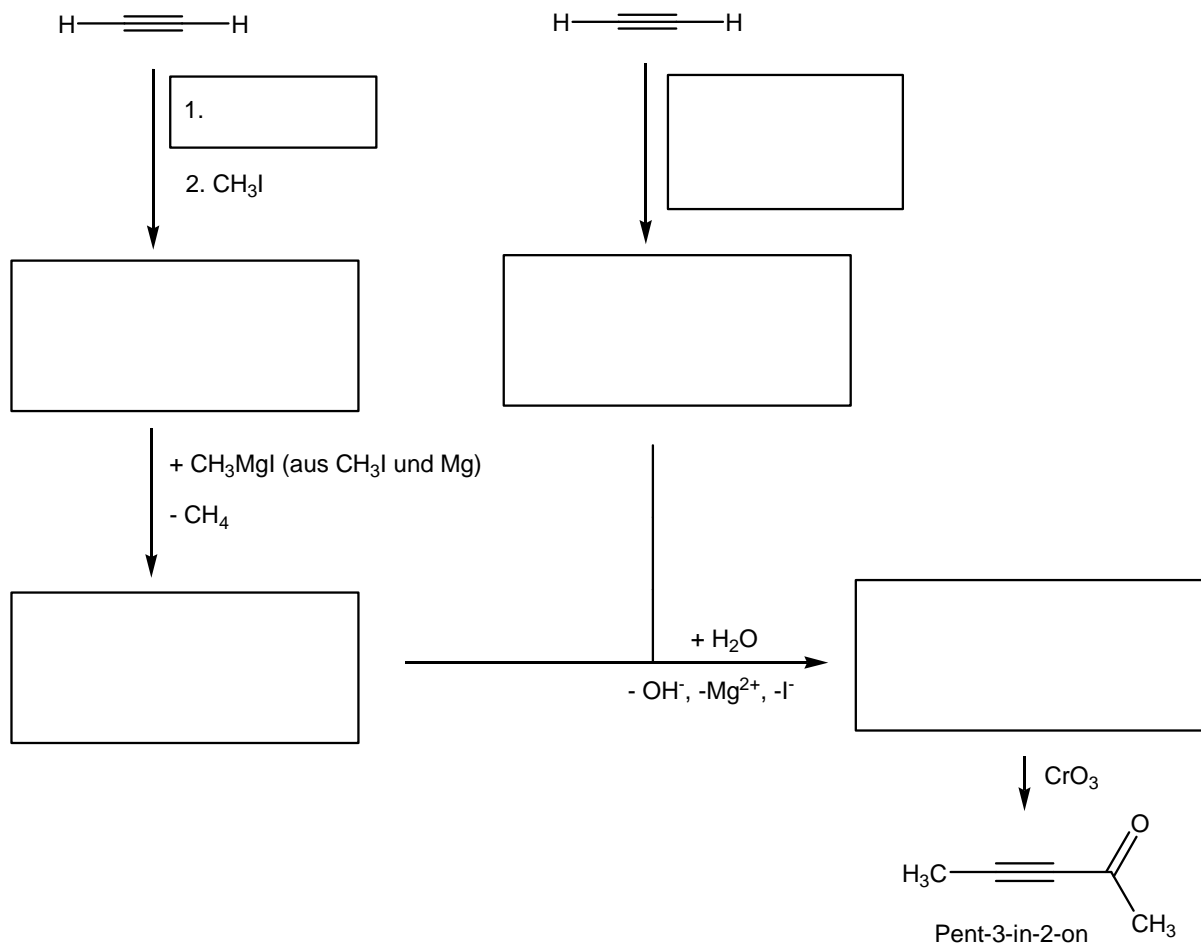 H H
H H
1.
2. CH₃I
+ CH₃MgI (aus CH₃I und Mg)
- CH₄
+ H₂O
- OH⁻, -Mg²⁺, -I⁻
CrO₃
O
H₃C
CH₃
Pent-3-in-2-on